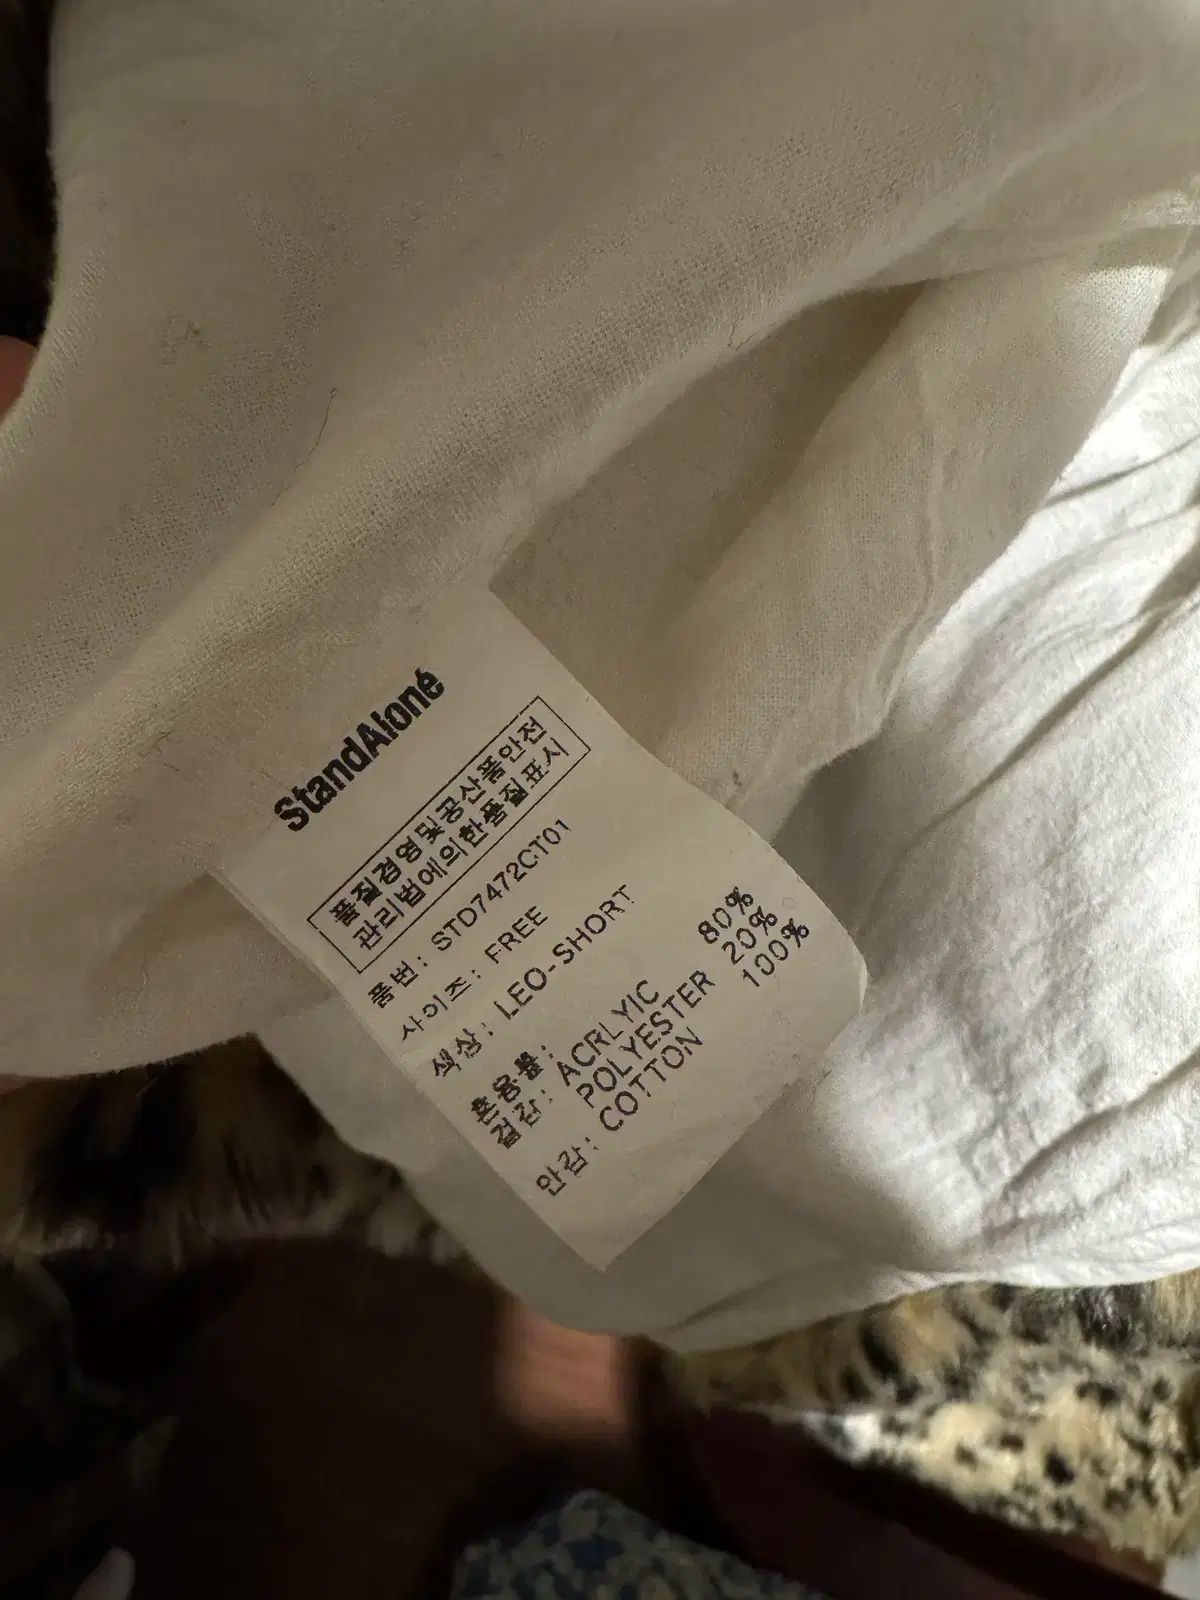 StandAloné
품질경영및공산품안전
관리법에의한품질표시
품번: STD7472CT01
사이즈: FREE
색상: LEO-SHORT
혼용률:
겉감: ACRLYIC 80%
POLYESTER 20%
안감: COTTON 100%